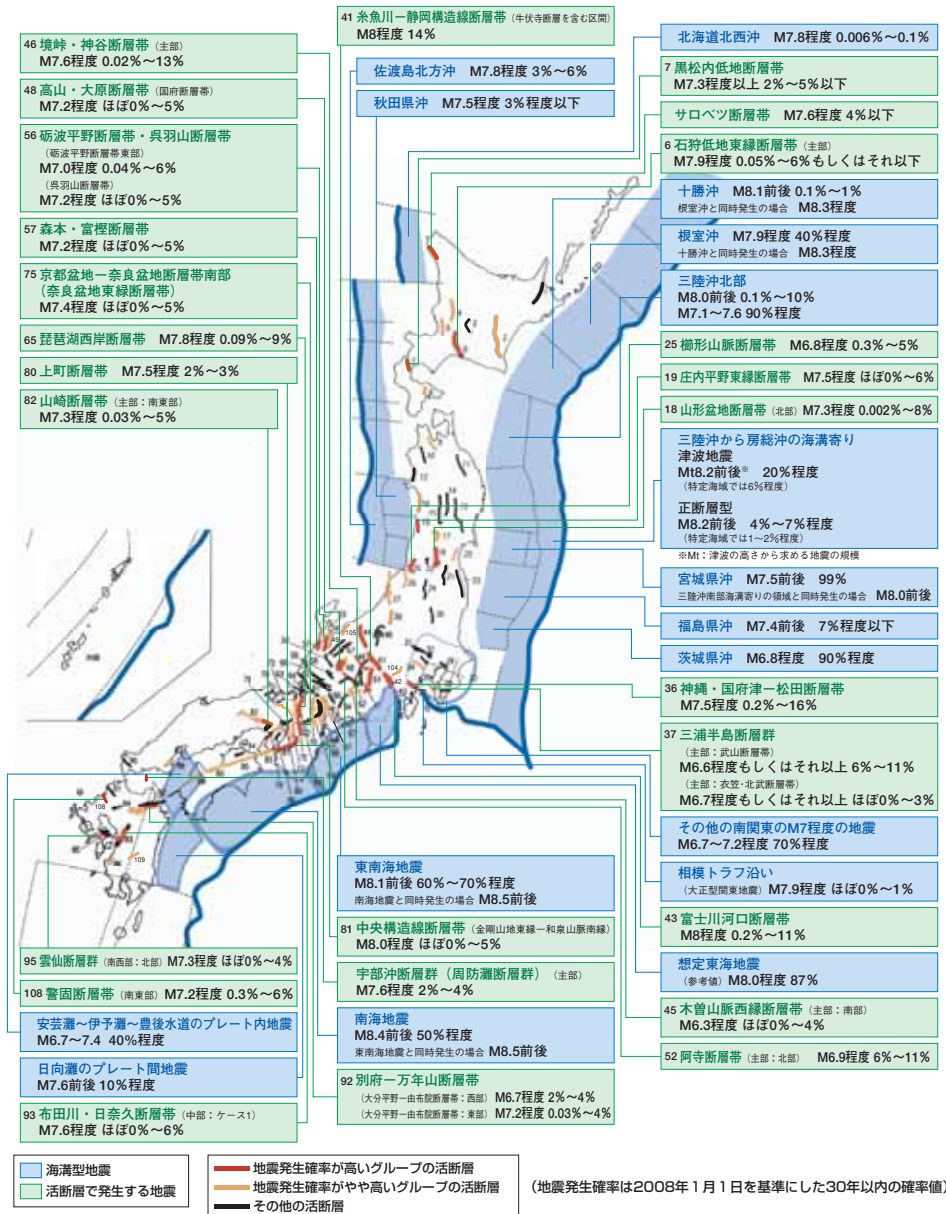 41 糸魚川ー静岡構造線断層帯（牛伏寺断層を含む区間）
M8程度 14%
46 境峠・神谷断層帯（主部）
M7.6程度 0.02%〜13%
48 高山・大原断層帯（国府断層帯）
M7.2程度 ほぼ0%〜5%
56 砺波平野断層帯・呉羽山断層帯
（砺波平野断層帯東部）
M7.0程度 0.04%〜6%
（呉羽山断層帯）
M7.2程度 ほぼ0%〜5%
57 森本・富樫断層帯
M7.2程度 ほぼ0%〜5%
75 京都盆地ー奈良盆地断層帯南部
（奈良盆地東縁断層帯）
M7.4程度 ほぼ0%〜5%
65 琵琶湖西岸断層帯 M7.8程度 0.09%〜9%
80 上町断層帯 M7.5程度 2%〜3%
82 山崎断層帯（主部：南東部）
M7.3程度 0.03%〜5%
佐渡島北方沖 M7.8程度 3%〜6%
秋田県沖 M7.5程度 3%程度以下
北海道北西沖 M7.8程度 0.006%〜0.1%
7 黒松内低地断層帯
M7.3程度以上 2%〜5%以下
サロベツ断層帯 M7.6程度 4%以下
6 石狩低地東縁断層帯（主部）
M7.9程度 0.05%〜6%もしくはそれ以下
十勝沖 M8.1前後 0.1%〜1%
根室沖と同時発生の場合 M8.3程度
根室沖 M7.9程度 40%程度
十勝沖と同時発生の場合 M8.3程度
三陸沖北部
M8.0前後 0.1%〜10%
M7.1〜7.6 90%程度
25 櫛形山脈断層帯 M6.8程度 0.3%〜5%
19 庄内平野東縁断層帯 M7.5程度 ほぼ0%〜6%
18 山形盆地断層帯（北部）M7.3程度 0.002%〜8%
三陸沖から房総沖の海溝寄り
津波地震
Mt8.2前後※ 20%程度
（特定海域では6%程度）
正断層型
M8.2前後 4%〜7%程度
（特定海域では1〜2%程度）
※Mt：津波の高さから求める地震の規模
宮城県沖 M7.5前後 99%
三陸沖南部海溝寄りの領域と同時発生の場合 M8.0前後
福島県沖 M7.4前後 7%程度以下
茨城県沖 M6.8程度 90%程度
36 神縄・国府津ー松田断層帯
M7.5程度 0.2%〜16%
37 三浦半島断層群
（主部：武山断層帯）
M6.6程度もしくはそれ以上 6%〜11%
（主部：衣笠・北武断層帯）
M6.7程度もしくはそれ以上 ほぼ0%〜3%
その他の南関東のM7程度の地震
M6.7〜7.2程度 70%程度
相模トラフ沿い
（大正型関東地震）M7.9程度 ほぼ0%〜1%
43 富士川河口断層帯
M8程度 0.2%〜11%
想定東海地震
（参考値）M8.0程度 87%
45 木曽山脈西縁断層帯（主部：南部）
M6.3程度 ほぼ0%〜4%
52 阿寺断層帯（主部：北部） M6.9程度 6%〜11%
105
104
42
108
109
東南海地震
M8.1前後 60%〜70%程度
南海地震と同時発生の場合 M8.5前後
81 中央構造線断層帯（金剛山地東縁ー和泉山脈南縁）
M8.0程度 ほぼ0%〜5%
宇部沖断層群（周防灘断層群）（主部）
M7.6程度 2%〜4%
南海地震
M8.4前後 50%程度
東南海地震と同時発生の場合 M8.5前後
92 別府ー万年山断層帯
（大分平野ー由布院断層帯：西部） M6.7程度 2%〜4%
（大分平野ー由布院断層帯：東部） M7.2程度 0.03%〜4%
95 雲仙断層群（南西部：北部）M7.3程度 ほぼ0%〜4%
108 警固断層帯（南東部）M7.2程度 0.3%〜6%
安芸灘〜伊予灘〜豊後水道のプレート内地震
M6.7〜7.4 40%程度
日向灘のプレート間地震
M7.6前後 10%程度
93 布田川・日奈久断層帯（中部：ケース1）
M7.6程度 ほぼ0%〜6%
海溝型地震
活断層で発生する地震
地震発生確率が高いグループの活断層
地震発生確率がやや高いグループの活断層
その他の活断層
（地震発生確率は2008年1月1日を基準にした30年以内の確率値）